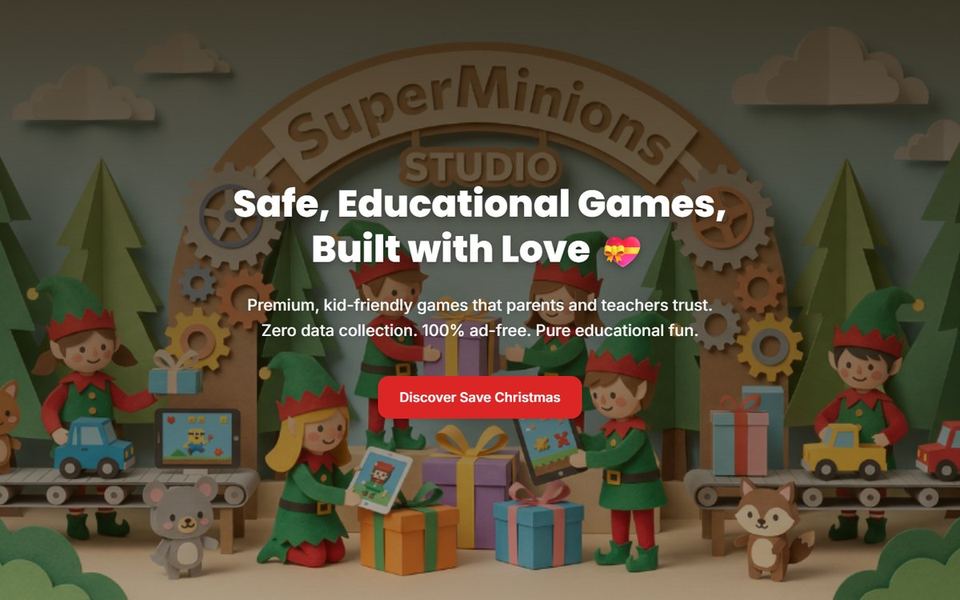 SuperMinions
STUDIO
Safe, Educational Games,
Built with Love 💝
Premium, kid-friendly games that parents and teachers trust.
Zero data collection. 100% ad-free. Pure educational fun.
Discover Save Christmas